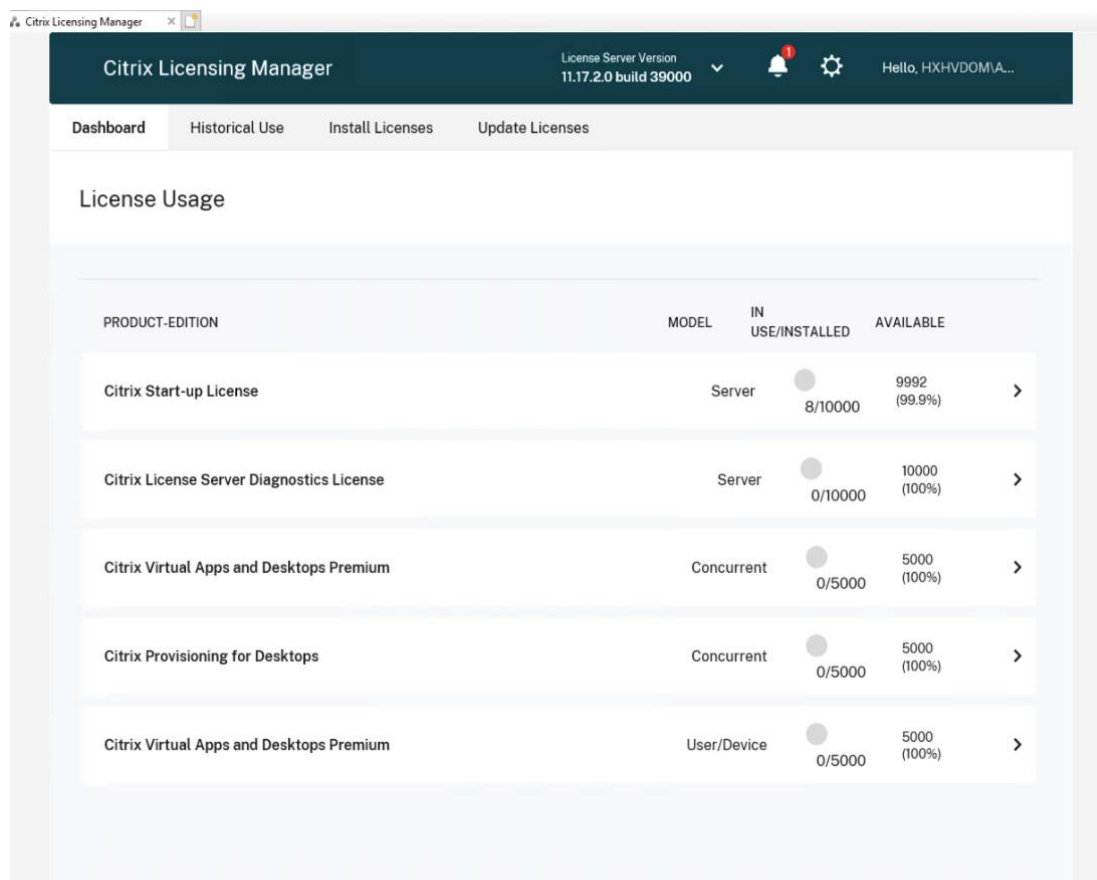 Citrix Licensing Manager
Citrix Licensing Manager
License Server Version
11.17.2.0 build 39000
1
Hello, HXHVDOM\A...
Dashboard Historical Use Install Licenses Update Licenses
License Usage
PRODUCT-EDITION MODEL IN USE/INSTALLED AVAILABLE
Citrix Start-up License Server 8/10000 9992 (99.9%)
Citrix License Server Diagnostics License Server 0/10000 10000 (100%)
Citrix Virtual Apps and Desktops Premium Concurrent 0/5000 5000 (100%)
Citrix Provisioning for Desktops Concurrent 0/5000 5000 (100%)
Citrix Virtual Apps and Desktops Premium User/Device 0/5000 5000 (100%)